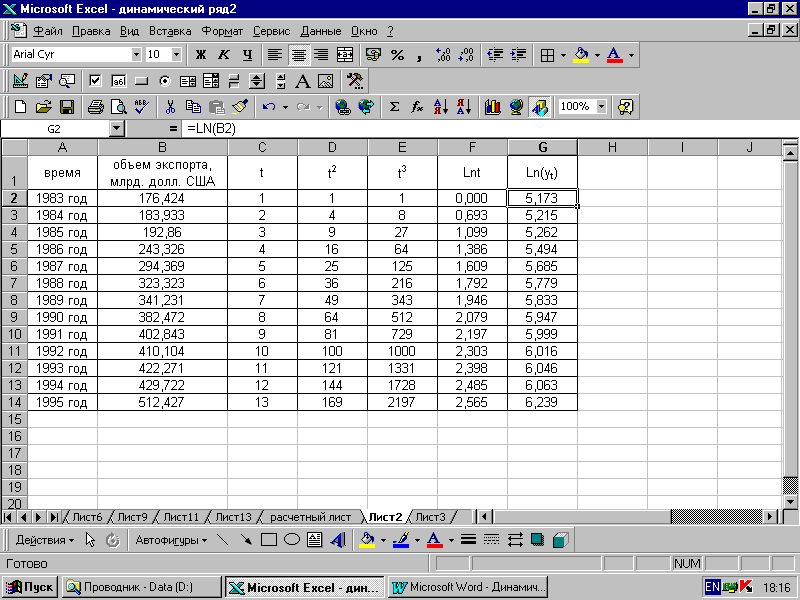 Microsoft Excel - динамический ряд2
Файл Правка Вид Вставка Формат Сервис Данные Окно ?
Arial Cyr 10 Ж К Ч %
100%
G2 = =LN(B2)
A B C D E F G H I J
1 время объем экспорта, млрд. долл. США t t² t³ Lnt Ln(yt)
2 1983 год 176,424 1 1 1 0,000 5,173
3 1984 год 183,933 2 4 8 0,693 5,215
4 1985 год 192,86 3 9 27 1,099 5,262
5 1986 год 243,326 4 16 64 1,386 5,494
6 1987 год 294,369 5 25 125 1,609 5,685
7 1988 год 323,323 6 36 216 1,792 5,779
8 1989 год 341,231 7 49 343 1,946 5,833
9 1990 год 382,472 8 64 512 2,079 5,947
10 1991 год 402,843 9 81 729 2,197 5,999
11 1992 год 410,104 10 100 1000 2,303 6,016
12 1993 год 422,271 11 121 1331 2,398 6,046
13 1994 год 429,722 12 144 1728 2,485 6,063
14 1995 год 512,427 13 169 2197 2,565 6,239
15
16
17
18
19
20
Лист6 Лист9 Лист11 Лист13 расчетный лист Лист2 Лист3
Действия Автофигуры
Готово NUM
Пуск Проводник - Data (D:) Microsoft Excel - дин... Microsoft Word - Динамич... EN 18:16